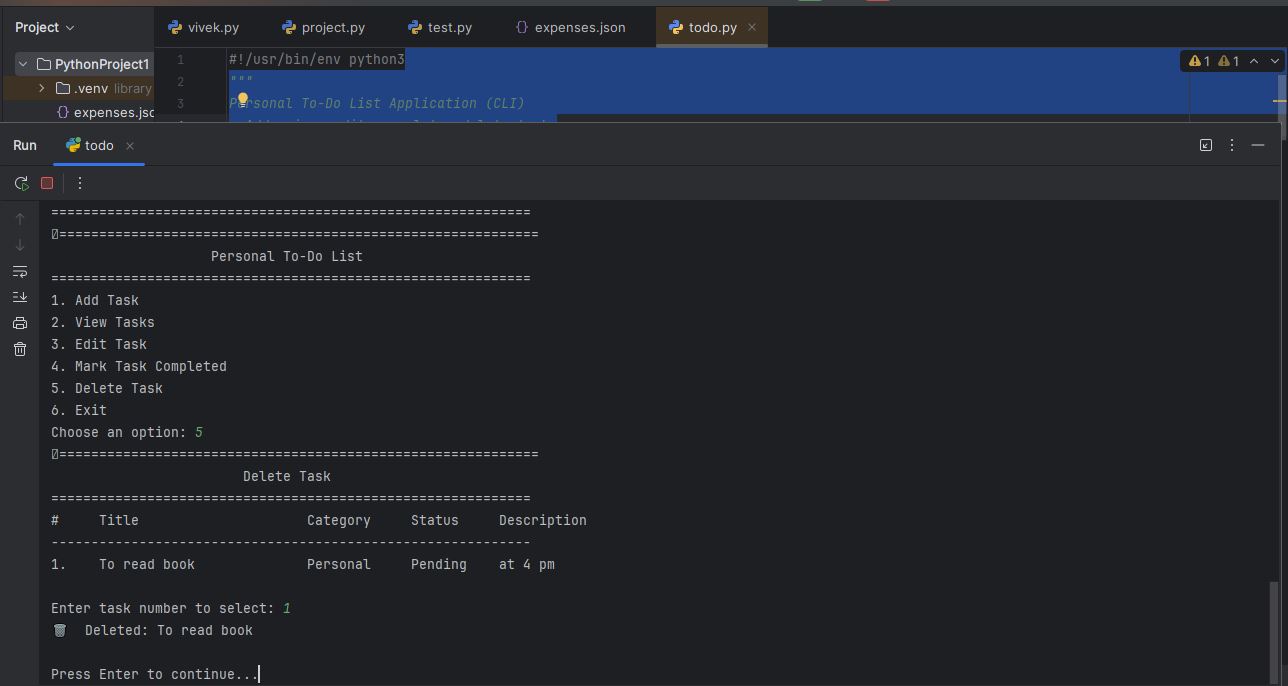 Project
vivek.py project.py test.py {} expenses.json todo.py ×
PythonProject1
.venv library
{} expenses.jsc
1 #!/usr/bin/env python3
2 """
3 Personal To-Do List Application (CLI)
⚠1 ⚠1
Run todo ×
============================================================
============================================================
Personal To-Do List
============================================================
1. Add Task
2. View Tasks
3. Edit Task
4. Mark Task Completed
5. Delete Task
6. Exit
Choose an option: 5
============================================================
Delete Task
============================================================
# Title Category Status Description
------------------------------------------------------------
1. To read book Personal Pending at 4 pm
Enter task number to select: 1
🗑 Deleted: To read book
Press Enter to continue...